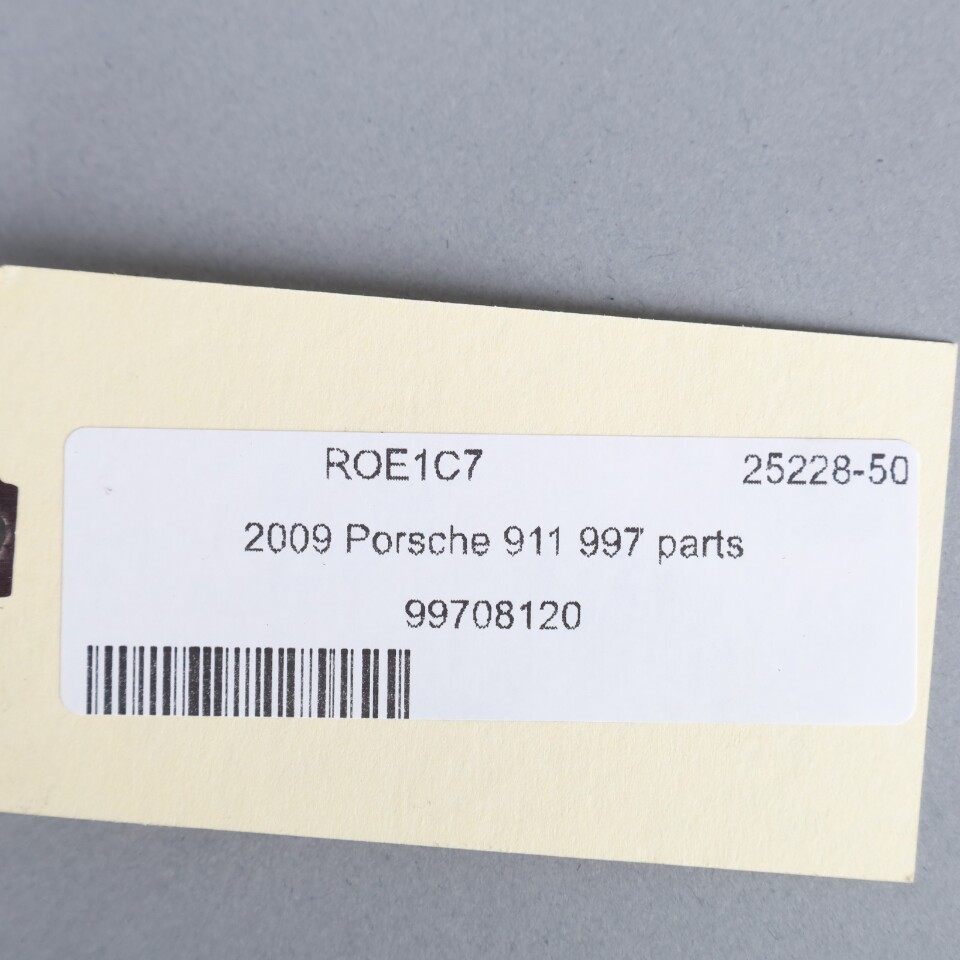 ROE1C7 25228-50
2009 Porsche 911 997 parts
99708120